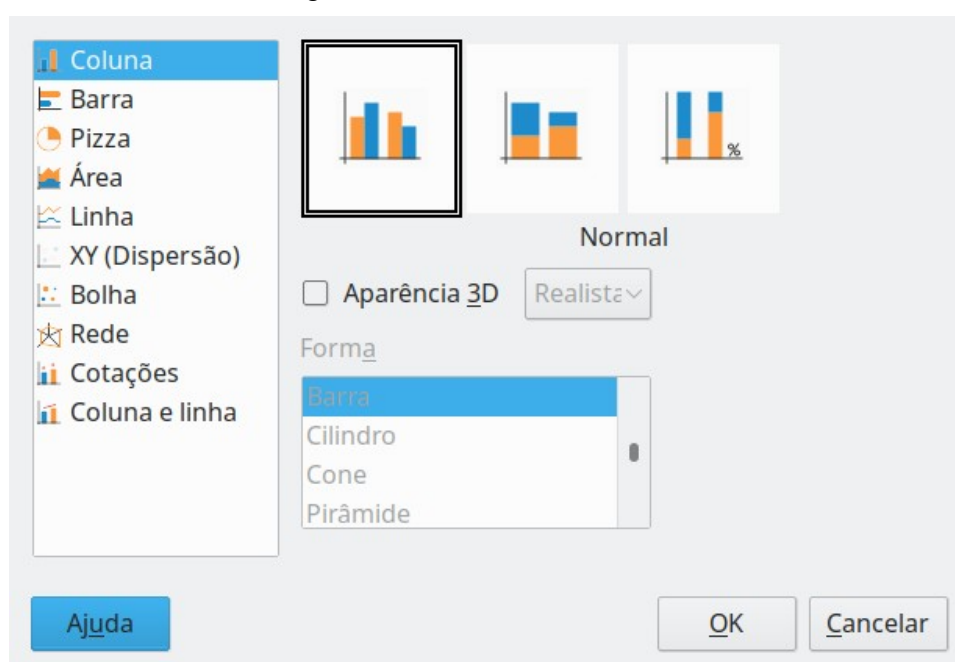 Coluna
Barra
Pizza
Área
Linha
XY (Dispersão)
Bolha
Rede
Cotações
Coluna e linha
%
Normal
Aparência 3D
Realista
Forma
Barra
Cilindro
Cone
Pirâmide
Ajuda
OK
Cancelar